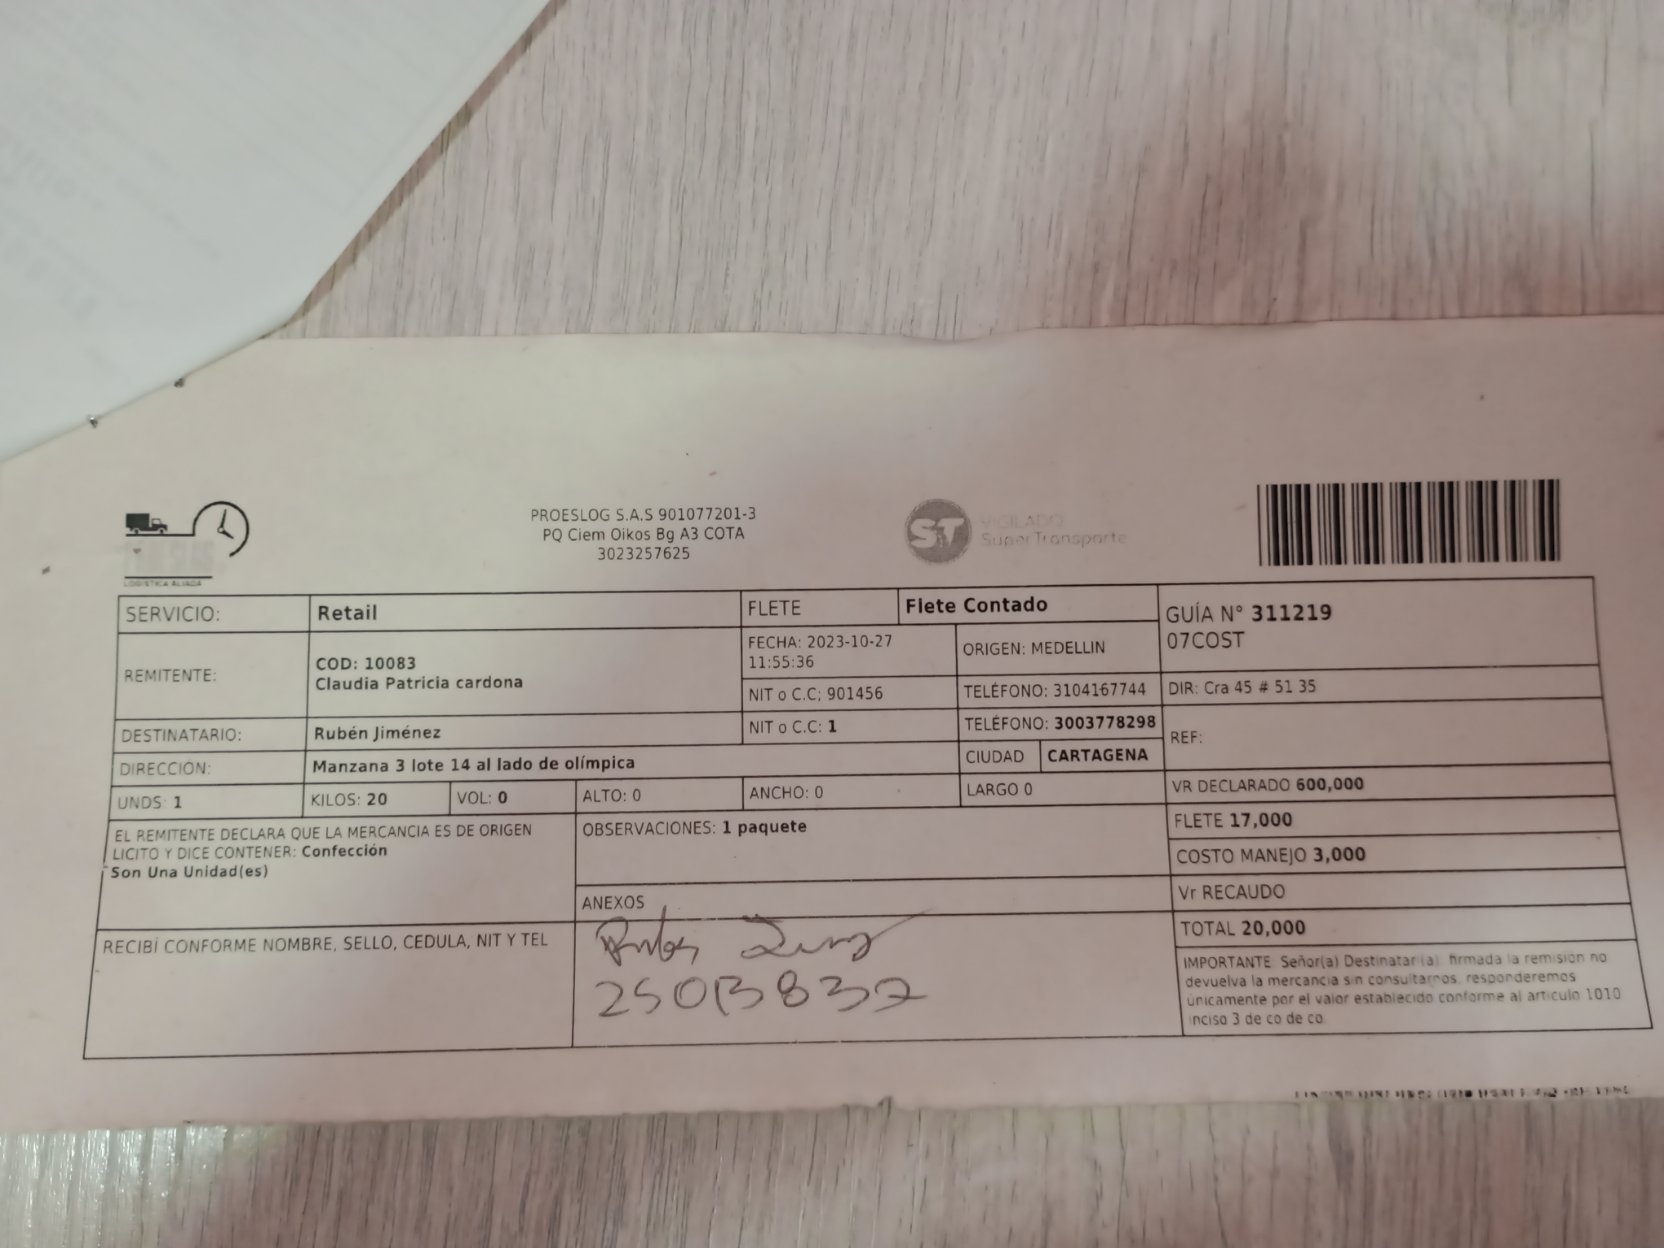 LOGÍSTICA ALIADA
PROESLOG S.A.S 901077201-3
PQ Ciem Oikos Bg A3 COTA
3023257625
ST
VIGILADO
SuperTransporte
SERVICIO: Retail
FLETE Flete Contado
GUÍA N° 311219
07COST
REMITENTE:
COD: 10083
Claudia Patricia cardona
FECHA: 2023-10-27
11:55:36
ORIGEN: MEDELLIN
NIT o C.C; 901456
TELÉFONO: 3104167744
DIR: Cra 45 # 51 35
DESTINATARIO: Rubén Jiménez
NIT o C.C: 1
TELÉFONO: 3003778298
REF:
DIRECCIÓN: Manzana 3 lote 14 al lado de olímpica
CIUDAD CARTAGENA
UNDS: 1
KILOS: 20
VOL: 0
ALTO: 0
ANCHO: 0
LARGO 0
VR DECLARADO 600,000
EL REMITENTE DECLARA QUE LA MERCANCIA ES DE ORIGEN
LICITO Y DICE CONTENER: Confección
Son Una Unidad(es)
OBSERVACIONES: 1 paquete
FLETE 17,000
COSTO MANEJO 3,000
ANEXOS
Vr RECAUDO
TOTAL 20,000
RECIBÍ CONFORME NOMBRE, SELLO, CEDULA, NIT Y TEL
IMPORTANTE: Señor(a) Destinatar (a), firmada la remisión no
devuelva la mercancia sin consultarnos, responderemos
únicamente por el valor establecido conforme al articulo 1010
inciso 3 de co de co.